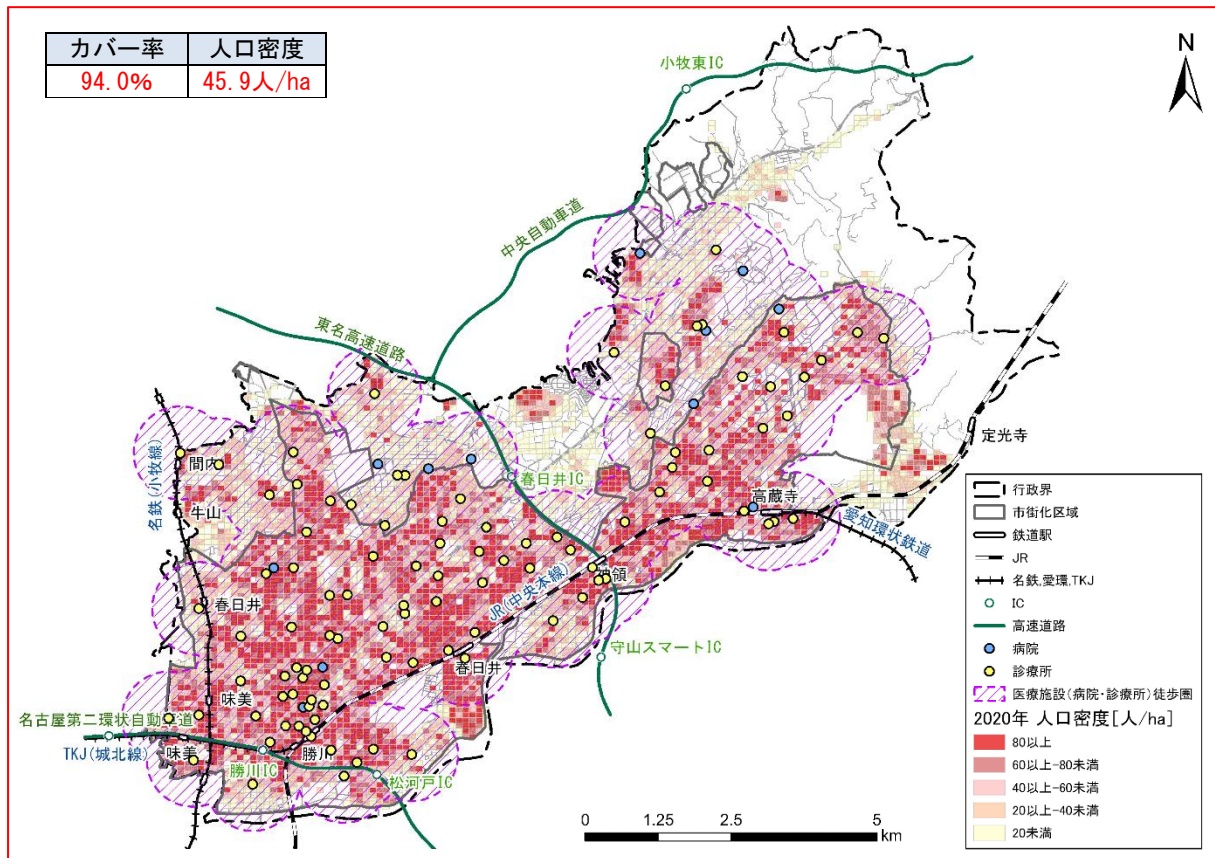 カバー率 人口密度
94.0% 45.9人/ha
N
小牧東IC
中央自動車道
東名高速道路
定光寺
春日井IC
間内
名鉄(小牧線)
牛山
高蔵寺
愛知環状鉄道
神領
JR(中央本線)
春日井
守山スマートIC
春日井
味美
名古屋第二環状自動車道
TKJ(城北線)
味美
勝川
勝川IC
松河戸IC
0 1.25 2.5 5
km
行政界
市街化区域
鉄道駅
JR
名鉄,愛環,TKJ
IC
高速道路
病院
診療所
医療施設(病院・診療所)徒歩圏
2020年 人口密度[人/ha]
80以上
60以上-80未満
40以上-60未満
20以上-40未満
20未満